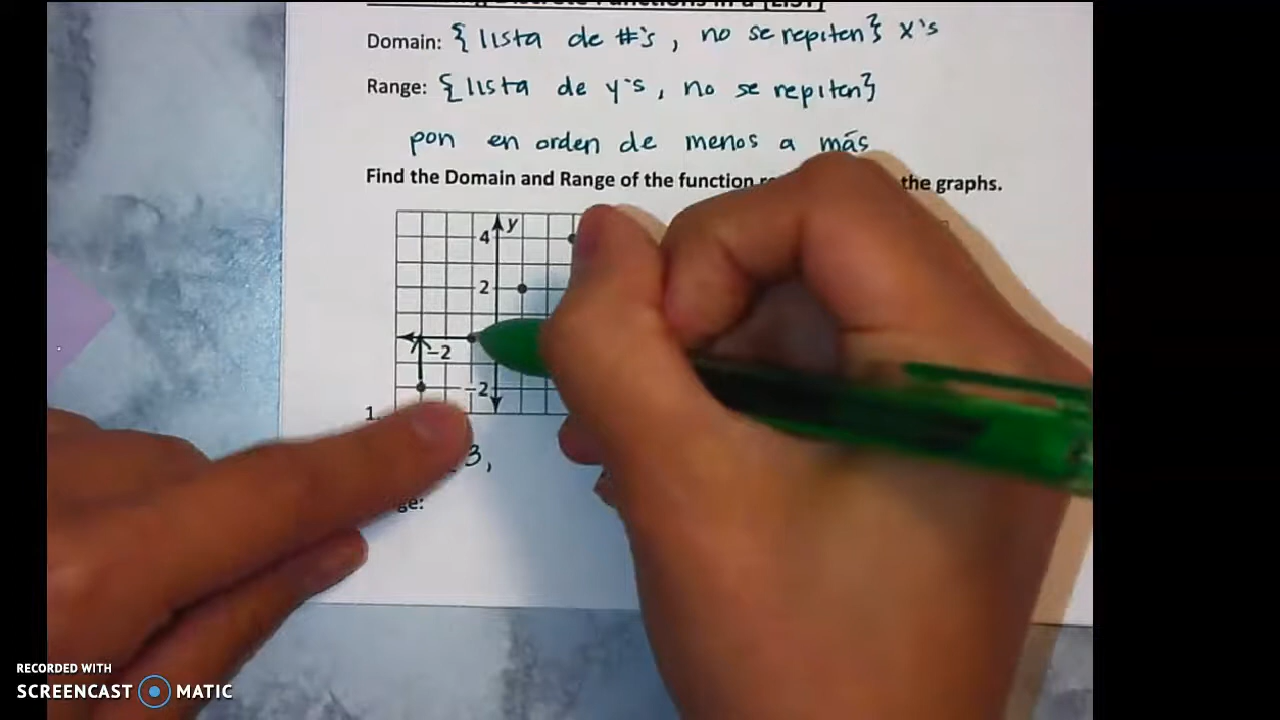 Domain: { lista de #'s , no se repiten} x's
Range: {lista de y's , no se repiten}
pon en orden de menos a más
Find the Domain and Range of the function the graphs.
y
4
2
-2
-2
1.
3,
RECORDED WITH
SCREENCAST MATIC